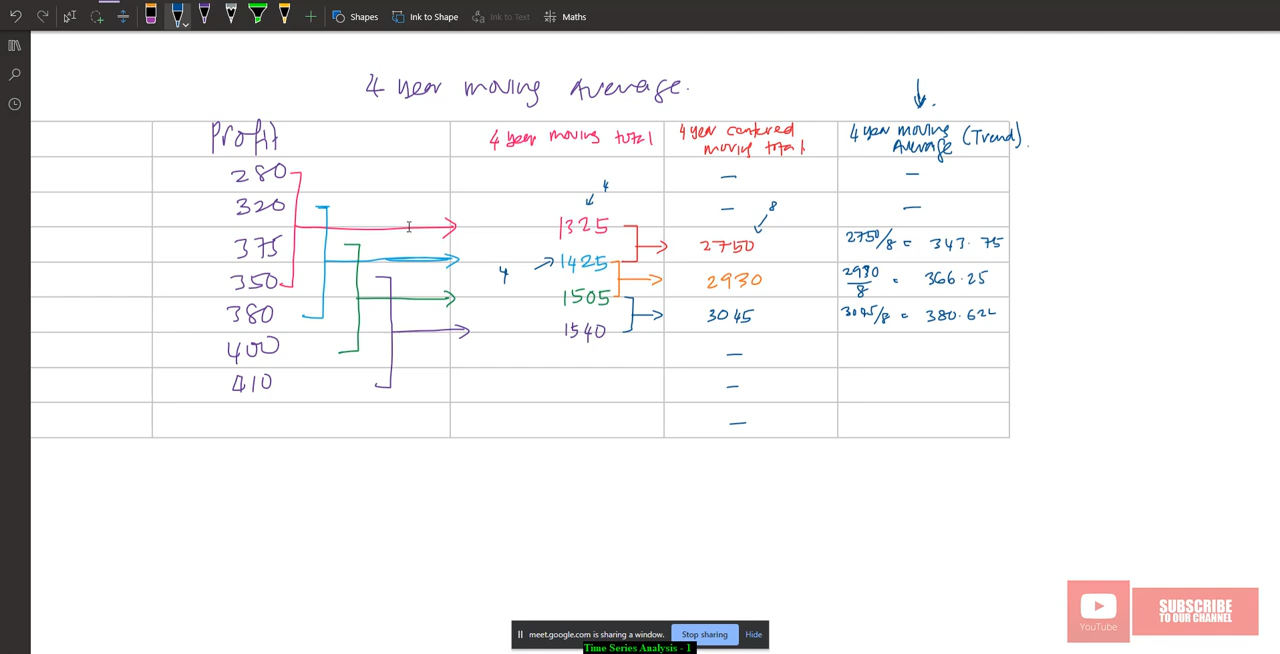 Shapes Ink to Shape Ink to Text Maths
4 year moving Average.
Profit 4 year moving total 4 year centered moving total 4 year moving Average (Trend).
280 - -
4
320 - -
1325 8
375 2750 2750/8 = 343.75
4 1425
350 2930 2930/8 = 366.25
1505
380 3045 3045/8 = 380.625
1540
400 -
410 -
-
YouTube
SUBSCRIBE
TO OUR CHANNEL
meet.google.com is sharing a window. Stop sharing Hide
Time Series Analysis - 1